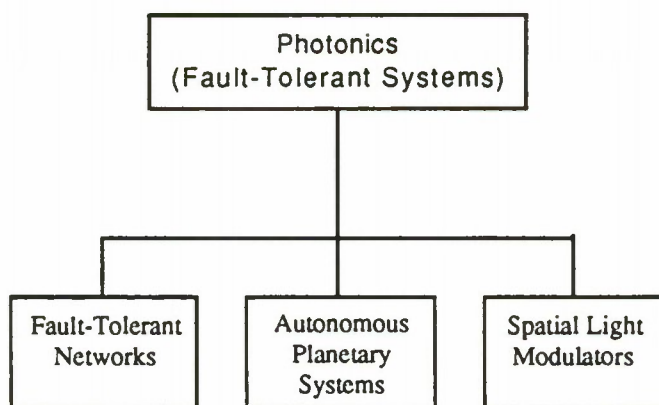 Photonics
(Fault-Tolerant Systems)
Fault-Tolerant
Networks
Autonomous
Planetary
Systems
Spatial Light
Modulators